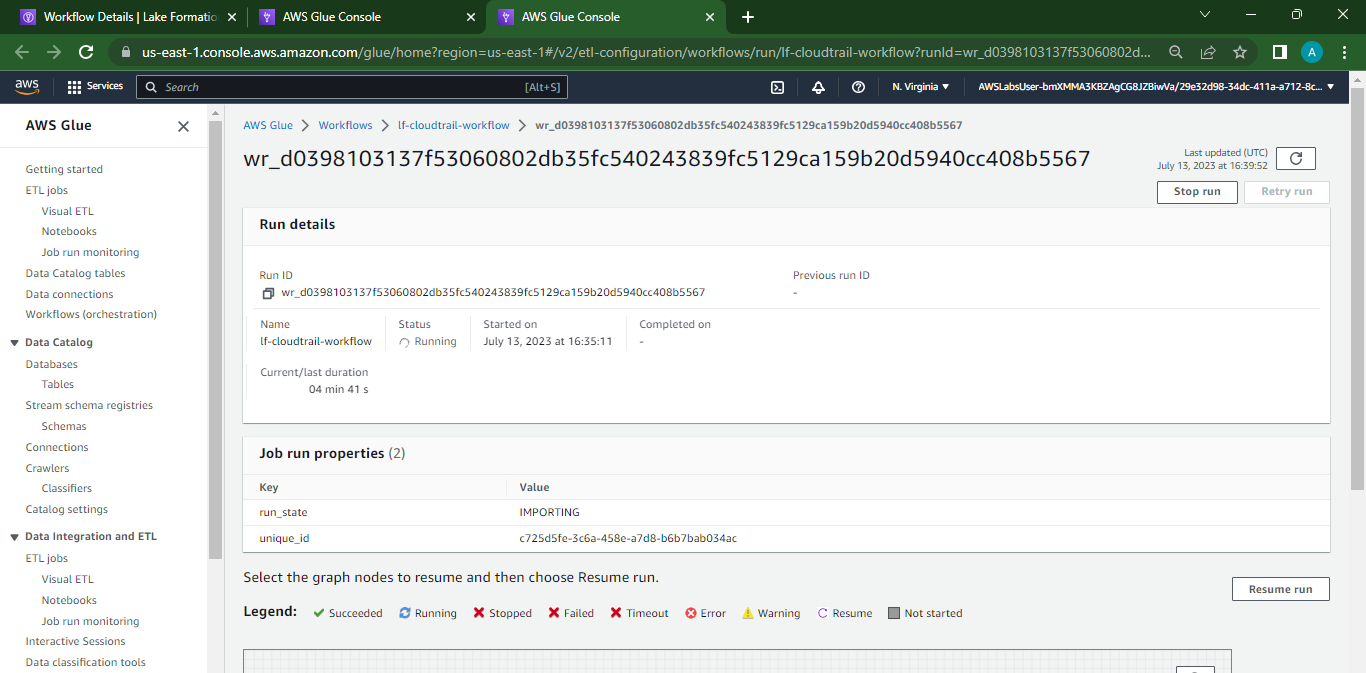 Workflow Details | Lake Formatio
AWS Glue Console
AWS Glue Console
us-east-1.console.aws.amazon.com/glue/home?region=us-east-1#/v2/etl-configuration/workflows/run/lf-cloudtrail-workflow?runId=wr_d0398103137f53060802d...
A
aws
Services
Search
[Alt+S]
N. Virginia
AWSLabsUser-bmXMMA3KBZAgCG8JZBiwVa/29e32d98-34dc-411a-a712-8c...
AWS Glue
Getting started
ETL jobs
Visual ETL
Notebooks
Job run monitoring
Data Catalog tables
Data connections
Workflows (orchestration)
Data Catalog
Databases
Tables
Stream schema registries
Schemas
Connections
Crawlers
Classifiers
Catalog settings
Data Integration and ETL
ETL jobs
Visual ETL
Notebooks
Job run monitoring
Interactive Sessions
Data classification tools
AWS Glue > Workflows > lf-cloudtrail-workflow > wr_d0398103137f53060802db35fc540243839fc5129ca159b20d5940cc408b5567
wr_d0398103137f53060802db35fc540243839fc5129ca159b20d5940cc408b5567
Last updated (UTC)
July 13, 2023 at 16:39:52
Stop run
Retry run
Run details
Run ID
wr_d0398103137f53060802db35fc540243839fc5129ca159b20d5940cc408b5567
Previous run ID
-
Name
lf-cloudtrail-workflow
Status
Running
Started on
July 13, 2023 at 16:35:11
Completed on
-
Current/last duration
04 min 41 s
Job run properties (2)
Key Value
run_state IMPORTING
unique_id c725d5fe-3c6a-458e-a7d8-b6b7bab034ac
Select the graph nodes to resume and then choose Resume run.
Resume run
Legend: Succeeded Running Stopped Failed Timeout Error Warning Resume Not started